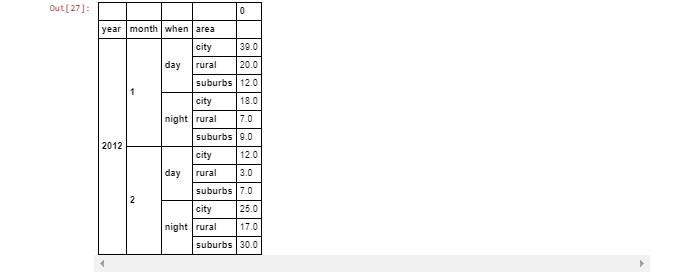 Out[27]:
0
year month when area
2012 1 day city 39.0
rural 20.0
suburbs 12.0
night city 18.0
rural 7.0
suburbs 9.0
2 day city 12.0
rural 3.0
suburbs 7.0
night city 25.0
rural 17.0
suburbs 30.0